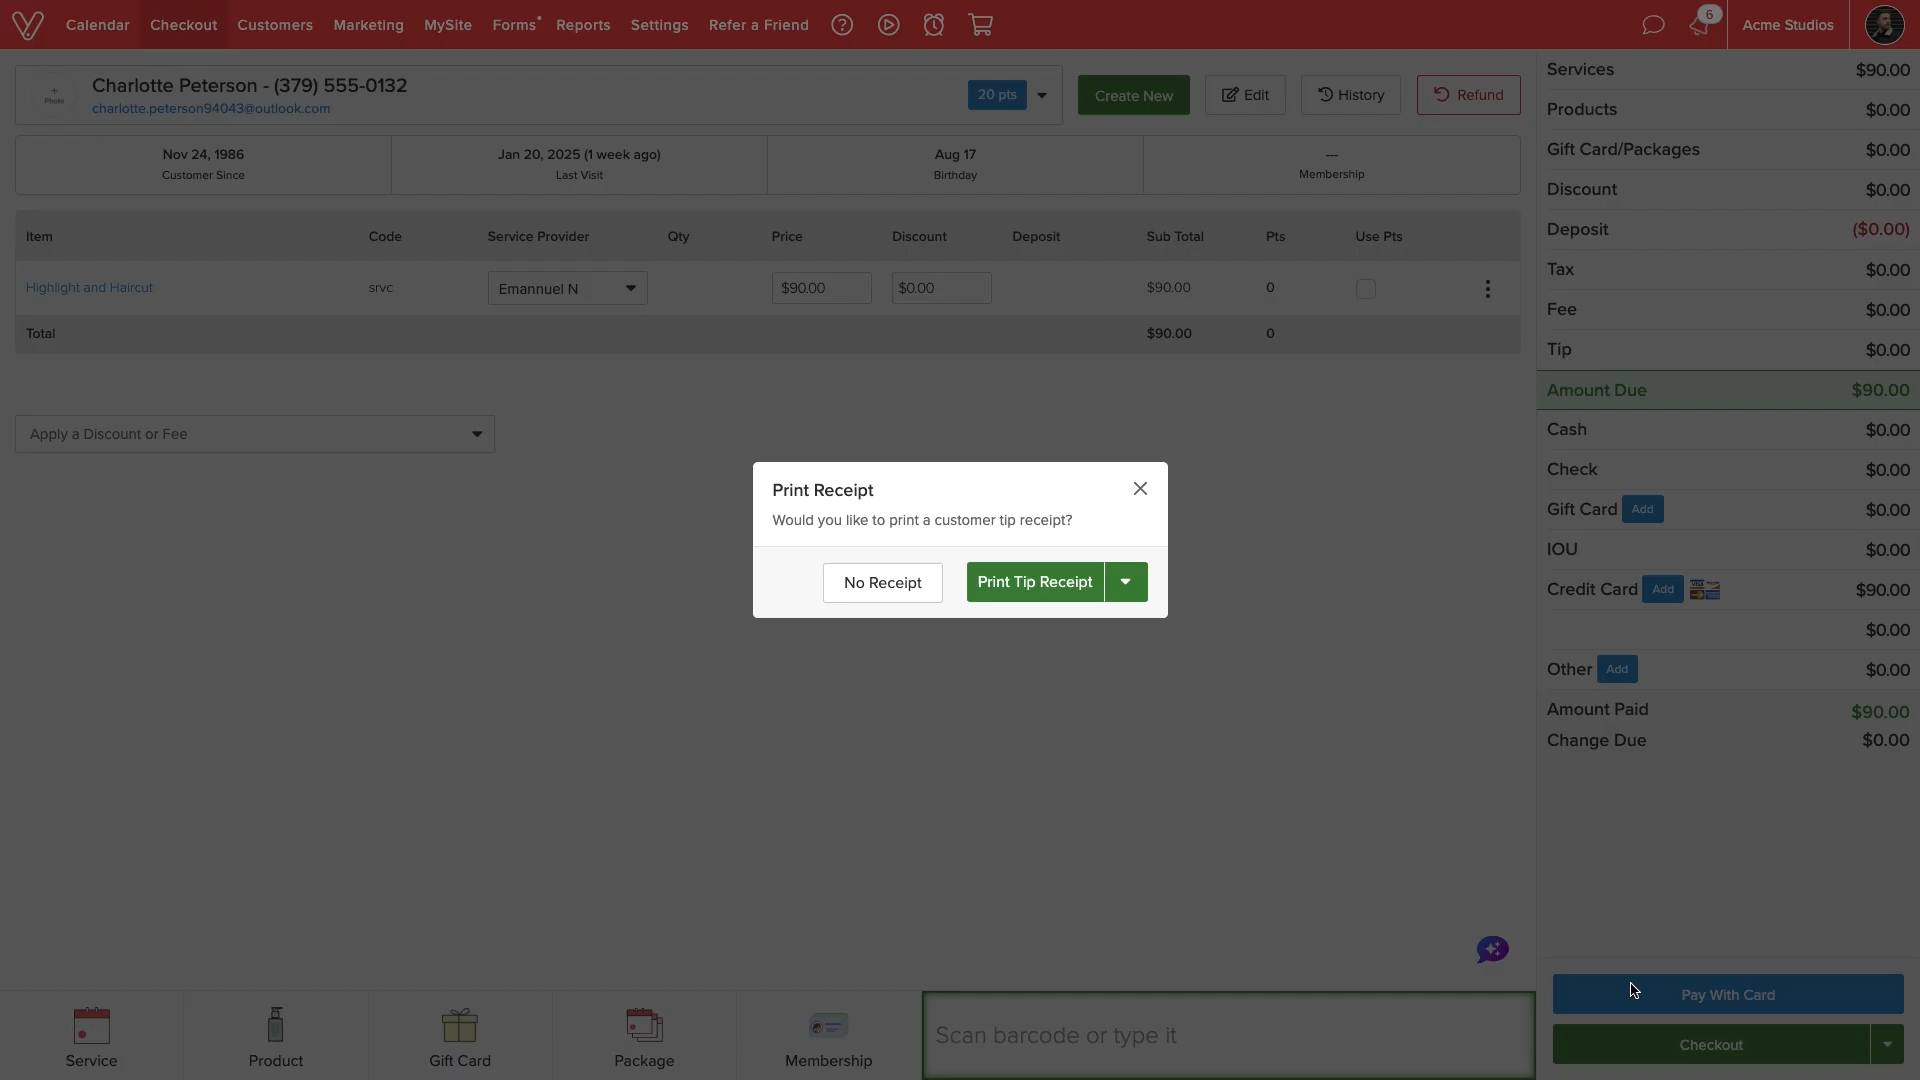 Calendar Checkout Customers Marketing MySite Forms Reports Settings Refer a Friend 6 Acme Studios
+ Photo
Charlotte Peterson - (379) 555-0132
charlotte.peterson94043@outlook.com
20 pts
Create New
Edit
History
Refund
Nov 24, 1986
Customer Since
Jan 20, 2025 (1 week ago)
Last Visit
Aug 17
Birthday
---
Membership
Item Code Service Provider Qty Price Discount Deposit Sub Total Pts Use Pts
Highlight and Haircut srvc Emannuel N $90.00 $0.00 $90.00 0
Total $90.00 0
Apply a Discount or Fee
Print Receipt
Would you like to print a customer tip receipt?
No Receipt
Print Tip Receipt
Services $90.00
Products $0.00
Gift Card/Packages $0.00
Discount $0.00
Deposit ($0.00)
Tax $0.00
Fee $0.00
Tip $0.00
Amount Due $90.00
Cash $0.00
Check $0.00
Gift Card Add $0.00
IOU $0.00
Credit Card Add VISA $90.00
$0.00
Other Add $0.00
Amount Paid $90.00
Change Due $0.00
Pay With Card
Checkout
Service
Product
Gift Card
Package
Membership
Scan barcode or type it